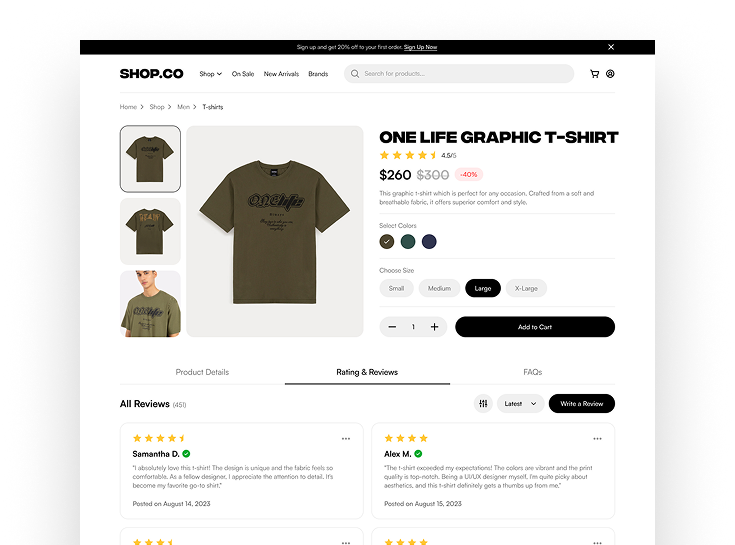 Sign up and get 20% off to your first order. Sign Up Now
SHOP.CO
Shop
On Sale
New Arrivals
Brands
Search for products...
Home > Shop > Men > T-shirts
ONE LIFE GRAPHIC T-SHIRT
4.5/5
$260 $300 -40%
This graphic t-shirt which is perfect for any occasion. Crafted from a soft and
breathable fabric, it offers superior comfort and style.
Select Colors
Choose Size
Small
Medium
Large
X-Large
1
Add to Cart
ONE life
Product Details
Rating & Reviews
FAQs
All Reviews (451)
Latest
Write a Review
Samantha D.
"I absolutely love this t-shirt! The design is unique and the fabric feels so
comfortable. As a fellow designer, I appreciate the attention to detail. It's
become my favorite go-to shirt."
Posted on August 14, 2023
Alex M.
"The t-shirt exceeded my expectations! The colors are vibrant and the print
quality is top-notch. Being a UI/UX designer myself, I'm quite picky about
aesthetics, and this t-shirt definitely gets a thumbs up from me."
Posted on August 15, 2023